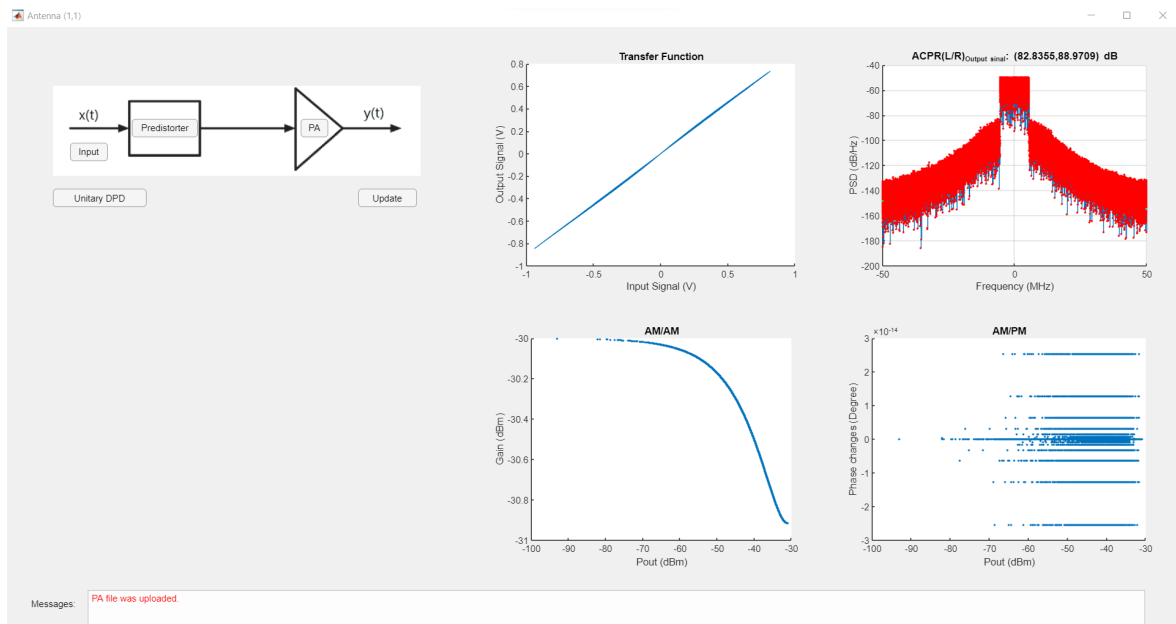 Antenna (1,1)
x(t)
Predistorter
PA
y(t)
Input
Unitary DPD
Update
Transfer Function
Output Signal (V)
0.8
0.6
0.4
0.2
0
-0.2
-0.4
-0.6
-0.8
-1
-1
-0.5
0
0.5
1
Input Signal (V)
ACPR(L/R)Output sinal: (82.8355,88.9709) dB
PSD (dB/Hz)
-40
-60
-80
-100
-120
-140
-160
-180
-200
-50
0
50
Frequency (MHz)
AM/AM
Gain (dBm)
-30
-30.2
-30.4
-30.6
-30.8
-31
-100
-90
-80
-70
-60
-50
-40
-30
Pout (dBm)
AM/PM
×10-14
Phase changes (Degree)
3
2
1
0
-1
-2
-3
-100
-90
-80
-70
-60
-50
-40
-30
Pout (dBm)
Messages:
PA file was uploaded.